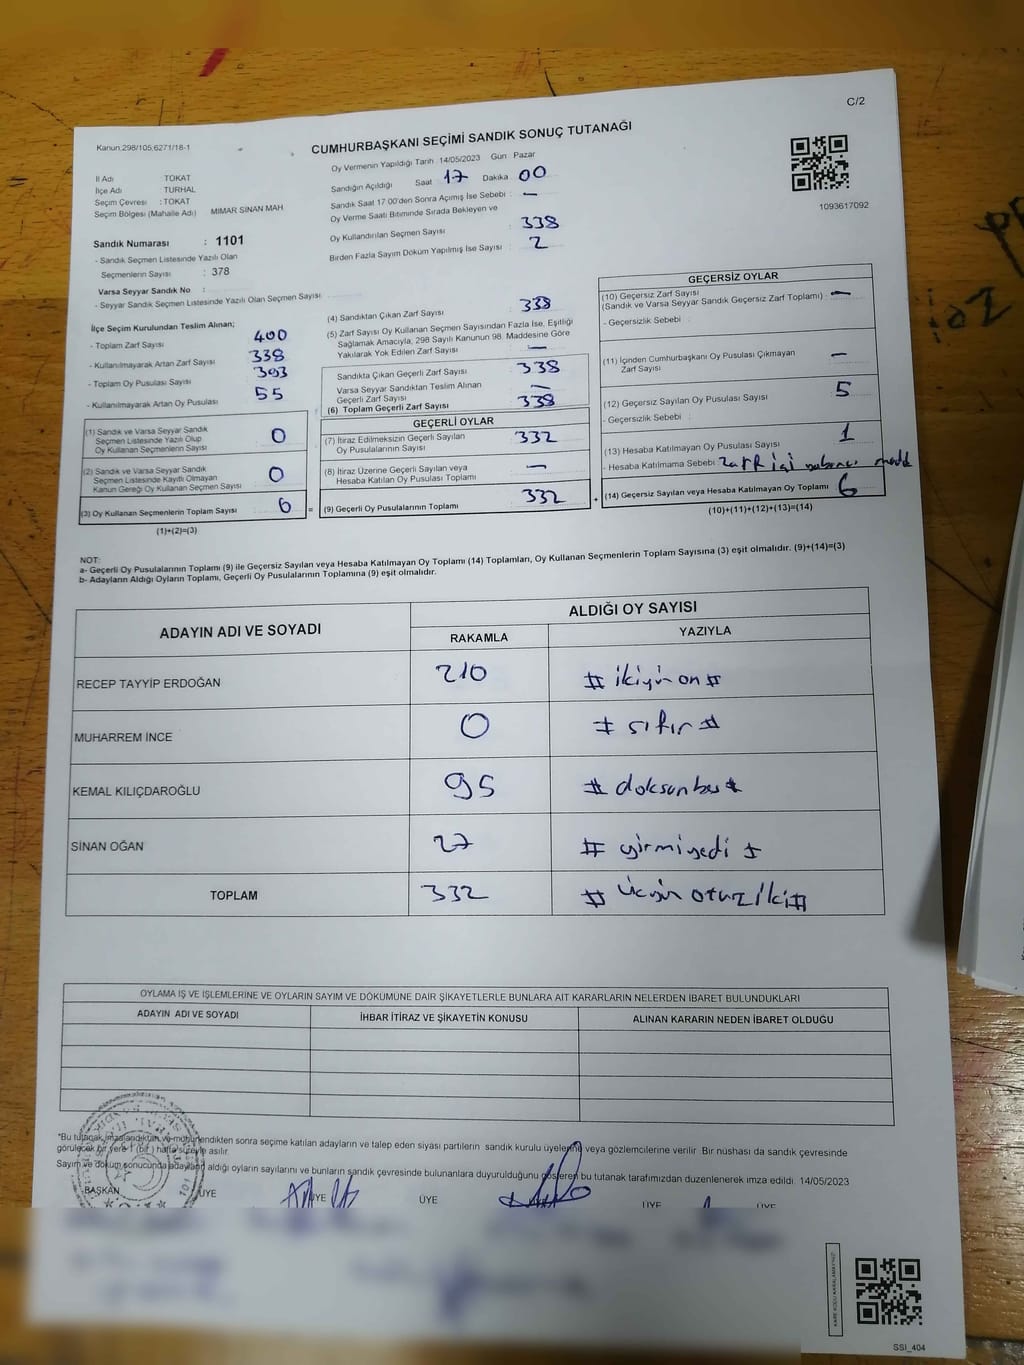 C/2
Kanun:298/105,6271/18-1
CUMHURBAŞKANI SEÇİMİ SANDIK SONUÇ TUTANAĞI
İl Adı : TOKAT
İlçe Adı : TURHAL
Seçim Çevresi : TOKAT
Seçim Bölgesi (Mahalle Adı) MİMAR SİNAN MAH
Sandık Numarası : 1101
- Sandık Seçmen Listesinde Yazılı Olan
Seçmenlerin Sayısı : 378
Varsa Seyyar Sandık No :
- Seyyar Sandık Seçmen Listesinde Yazılı Olan Seçmen Sayısı
Oy Vermenin Yapıldığı Tarih : 14/05/2023 Gün Pazar
Sandığın Açıldığı Saat 17 Dakika 00
Sandık Saat 17:00'den Sonra Açılmış İse Sebebi : —
Oy Verme Saati Bitiminde Sırada Bekleyen ve
Oy Kullandırılan Seçmen Sayısı : 338
Birden Fazla Sayım Döküm Yapılmış İse Sayısı : 2
1093617092
İlçe Seçim Kurulundan Teslim Alınan;
- Toplam Zarf Sayısı 400
- Kullanılmayarak Artan Zarf Sayısı 338
- Toplam Oy Pusulası Sayısı 393
- Kullanılmayarak Artan Oy Pusulası 55
(1) Sandık ve Varsa Seyyar Sandık
Seçmen Listesinde Yazılı Olup
Oy Kullanan Seçmenlerin Sayısı 0
(2) Sandık ve Varsa Seyyar Sandık
Seçmen Listesinde Kayıtlı Olmayan
Kanun Gereği Oy Kullanan Seçmen Sayısı 0
(3) Oy Kullanan Seçmenlerin Toplam Sayısı 6 =
(1)+(2)=(3)
(4) Sandıktan Çıkan Zarf Sayısı 338
(5) Zarf Sayısı Oy Kullanan Seçmen Sayısından Fazla İse, Eşitliği
Sağlamak Amacıyla, 298 Sayılı Kanunun 98. Maddesine Göre
Yakılarak Yok Edilen Zarf Sayısı —
Sandıkta Çıkan Geçerli Zarf Sayısı 338
Varsa Seyyar Sandıktan Teslim Alınan
Geçerli Zarf Sayısı —
(6) Toplam Geçerli Zarf Sayısı 338
GEÇERLİ OYLAR
(7) İtiraz Edilmeksizin Geçerli Sayılan
Oy Pusulalarının Sayısı 332
(8) İtiraz Üzerine Geçerli Sayılan veya
Hesaba Katılan Oy Pusulası Toplamı —
(9) Geçerli Oy Pusulalarının Toplamı 332 +
GEÇERSİZ OYLAR
(10) Geçersiz Zarf Sayısı —
(Sandık ve Varsa Seyyar Sandık Geçersiz Zarf Toplamı)
- Geçersizlik Sebebi :
(11) İçinden Cumhurbaşkanı Oy Pusulası Çıkmayan
Zarf Sayısı —
(12) Geçersiz Sayılan Oy Pusulası Sayısı 5
- Geçersizlik Sebebi :
(13) Hesaba Katılmayan Oy Pusulası Sayısı 1
- Hesaba Katılmama Sebebi : zarf içi yabancı madde
(14) Geçersiz Sayılan veya Hesaba Katılmayan Oy Toplamı 6
(10)+(11)+(12)+(13)=(14)
NOT:
a- Geçerli Oy Pusulalarının Toplamı (9) ile Geçersiz Sayılan veya Hesaba Katılmayan Oy Toplamı (14) Toplamları, Oy Kullanan Seçmenlerin Toplam Sayısına (3) eşit olmalıdır. (9)+(14)=(3)
b- Adayların Aldığı Oyların Toplamı, Geçerli Oy Pusulalarının Toplamına (9) eşit olmalıdır.
ADAYIN ADI VE SOYADI
ALDIĞI OY SAYISI
RAKAMLA YAZIYLA
RECEP TAYYİP ERDOĞAN 210 # ikiyüz on #
MUHARREM İNCE 0 # sıfır #
KEMAL KILIÇDAROĞLU 95 # doksanbeş #
SİNAN OĞAN 27 # yirmiyedi #
TOPLAM 332 # Üçyüz otuz iki #
OYLAMA İŞ VE İŞLEMLERİNE VE OYLARIN SAYIM VE DÖKÜMÜNE DAİR ŞİKAYETLERLE BUNLARA AİT KARARLARIN NELERDEN İBARET BULUNDUKLARI
ADAYIN ADI VE SOYADI İHBAR İTİRAZ VE ŞİKAYETİN KONUSU ALINAN KARARIN NEDEN İBARET OLDUĞU
*Bu tutanak, imzalandıktan ve mühürlendikten sonra seçime katılan adayların ve talep eden siyasi partilerin sandık kurulu üyelerine veya gözlemcilerine verilir. Bir nüshası da sandık çevresinde
görülecek bir yere 1 (bir) hafta süreyle asılır.
Sayım ve döküm sonucunda adayların aldığı oyların sayılarını ve bunların sandık çevresinde bulunanlara duyurulduğunu gösteren bu tutanak tarafımızdan düzenlenerek imza edildi. 14/05/2023
BAŞKAN ÜYE ÜYE ÜYE ÜYE ÜYE ÜYE
SSI_404